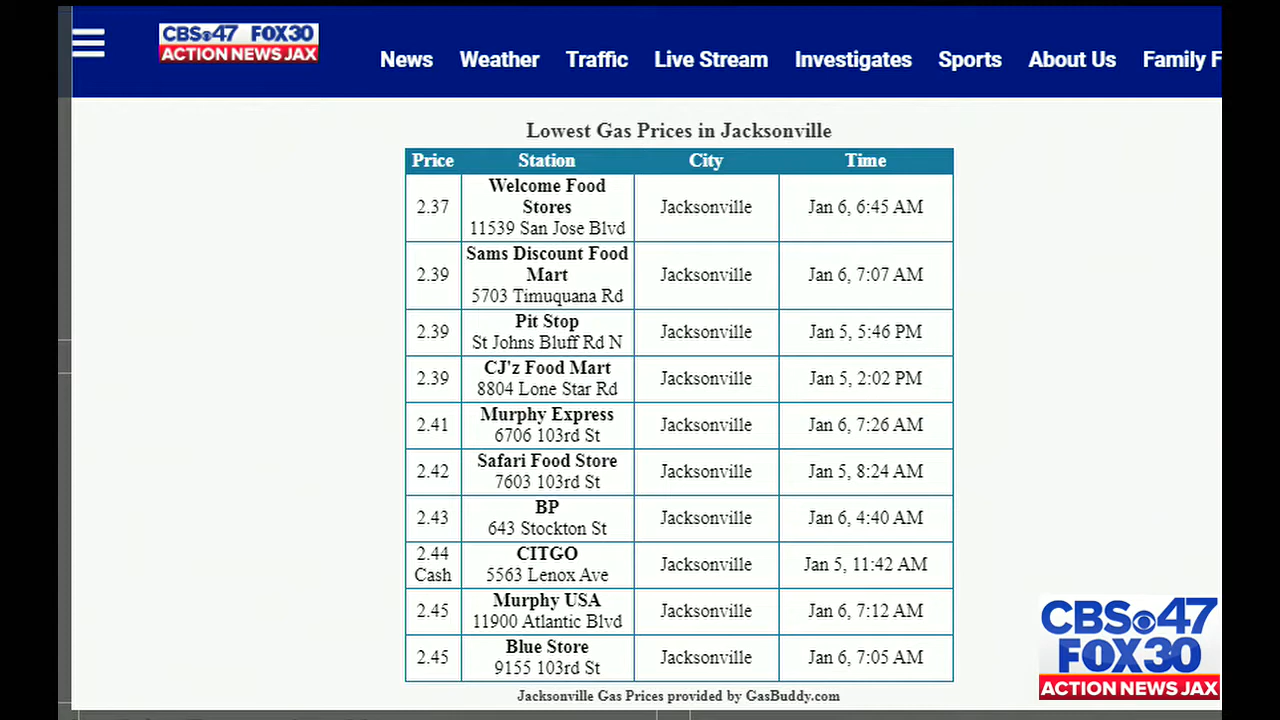 CBS 47 FOX30
ACTION NEWS JAX
News Weather Traffic Live Stream Investigates Sports About Us Family F
Lowest Gas Prices in Jacksonville
Price Station City Time
2.37 Welcome Food Stores 11539 San Jose Blvd Jacksonville Jan 6, 6:45 AM
2.39 Sams Discount Food Mart 5703 Timuquana Rd Jacksonville Jan 6, 7:07 AM
2.39 Pit Stop St Johns Bluff Rd N Jacksonville Jan 5, 5:46 PM
2.39 CJ'z Food Mart 8804 Lone Star Rd Jacksonville Jan 5, 2:02 PM
2.41 Murphy Express 6706 103rd St Jacksonville Jan 6, 7:26 AM
2.42 Safari Food Store 7603 103rd St Jacksonville Jan 5, 8:24 AM
2.43 BP 643 Stockton St Jacksonville Jan 6, 4:40 AM
2.44 Cash CITGO 5563 Lenox Ave Jacksonville Jan 5, 11:42 AM
2.45 Murphy USA 11900 Atlantic Blvd Jacksonville Jan 6, 7:12 AM
2.45 Blue Store 9155 103rd St Jacksonville Jan 6, 7:05 AM
Jacksonville Gas Prices provided by GasBuddy.com
CBS 47
FOX30
ACTION NEWS JAX